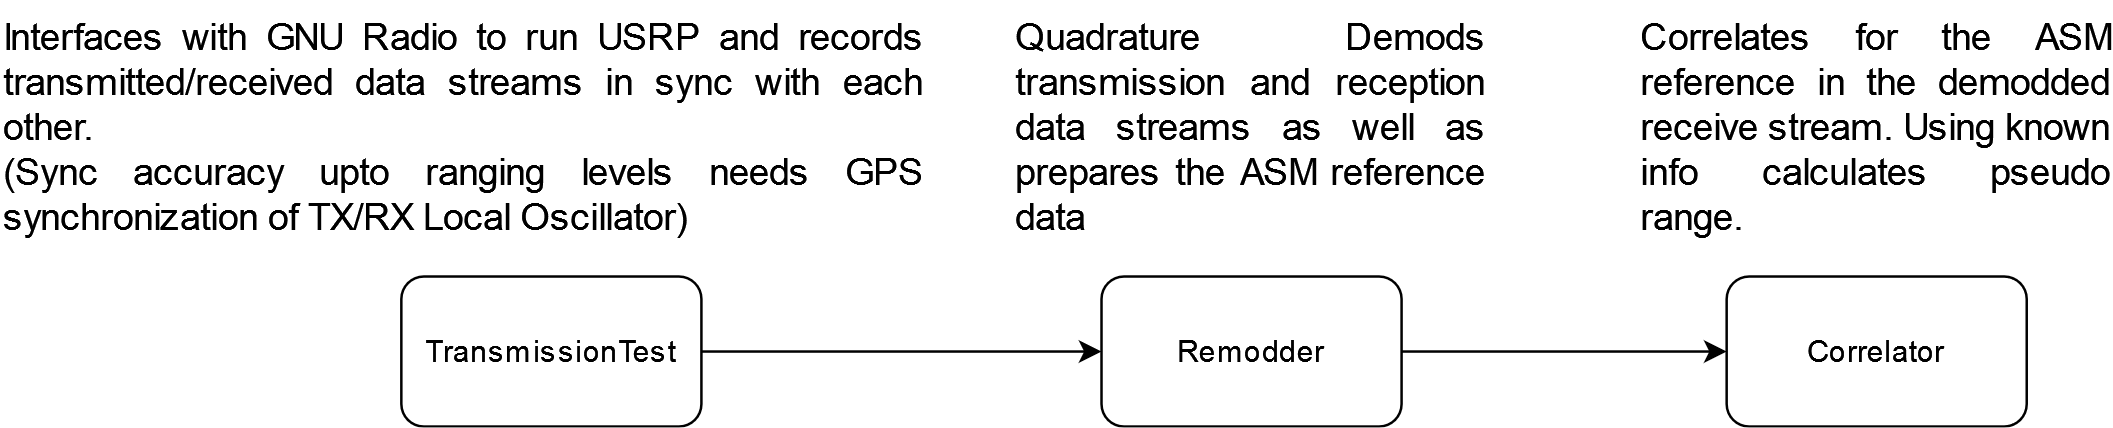 Interfaces with GNU Radio to run USRP and records
transmitted/received data streams in sync with each
other.
(Sync accuracy upto ranging levels needs GPS
synchronization of TX/RX Local Oscillator)
Quadrature Demods
transmission and reception
data streams as well as
prepares the ASM reference
data
Correlates for the ASM
reference in the demodded
receive stream. Using known
info calculates pseudo
range.
TransmissionTest
Remodder
Correlator